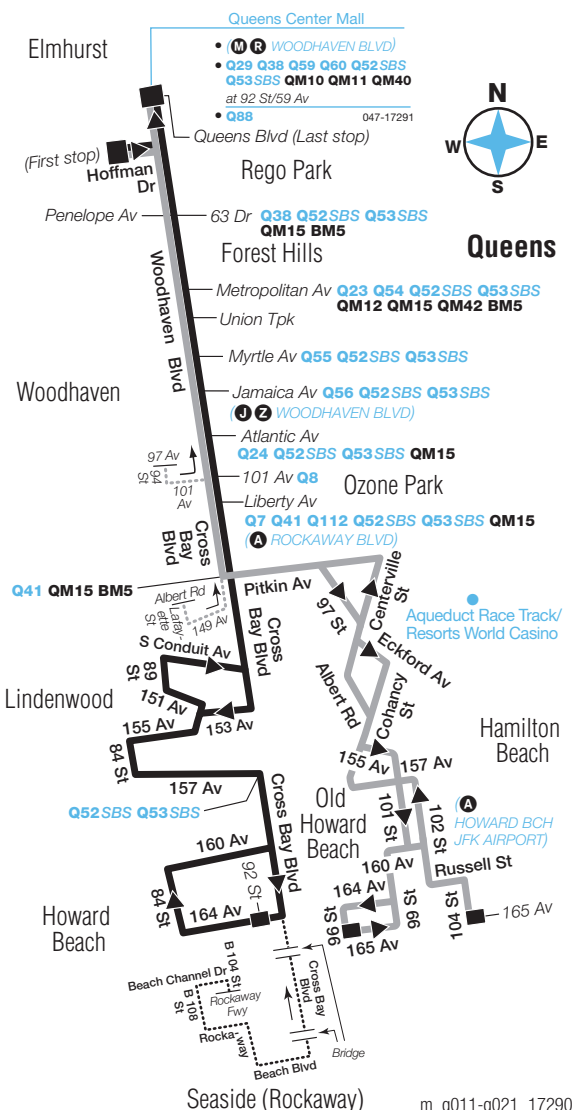 Queens Center Mall
Elmhurst
• (M R WOODHAVEN BLVD)
• Q29 Q38 Q59 Q60 Q52SBS
Q53SBS QM10 QM11 QM40
at 92 St/59 Av
• Q88 047-17291
N
W E
S
Queens Blvd (Last stop)
(First stop)
Hoffman
Dr
Rego Park
Penelope Av
63 Dr Q38 Q52SBS Q53SBS
QM15 BM5
Queens
Forest Hills
Woodhaven Blvd
Metropolitan Av Q23 Q54 Q52SBS Q53SBS
QM12 QM15 QM42 BM5
Union Tpk
Myrtle Av Q55 Q52SBS Q53SBS
Woodhaven
Jamaica Av Q56 Q52SBS Q53SBS
(J Z WOODHAVEN BLVD)
Atlantic Av
Q24 Q52SBS Q53SBS QM15
97 Av
94
St
101
Av
101 Av Q8
Ozone Park
Liberty Av
Q7 Q41 Q112 Q52SBS Q53SBS QM15
(A ROCKAWAY BLVD)
Cross
Bay
Blvd
Q41 QM15 BM5
Albert Rd
Lafay-
ette
St
149 Av
Pitkin Av
Cross
Bay Blvd
97 St
Centerville
St
Aqueduct Race Track/
Resorts World Casino
Eckford Av
Albert Rd
Cohancy
St
S Conduit Av
89
St
151 Av
Lindenwood
155 Av
153 Av
84 St
157 Av
Hamilton
Beach
155 Av
157 Av
Q52SBS Q53SBS
Cross Bay Blvd
Old
Howard
Beach
101 St
102 St
(A
HOWARD BCH
JFK AIRPORT)
160 Av
92 St
160 Av
Russell St
164 Av
84 St
164 Av
Howard
Beach
96 St
165 Av
99 St
104 St
165 Av
B 104 St
Beach Channel Dr
B 108
St
Rockaway
Fwy
Cross Bay
Blvd
Rocka-
way
Beach Blvd
Bridge
Seaside (Rockaway)
m_q011-q021_17290